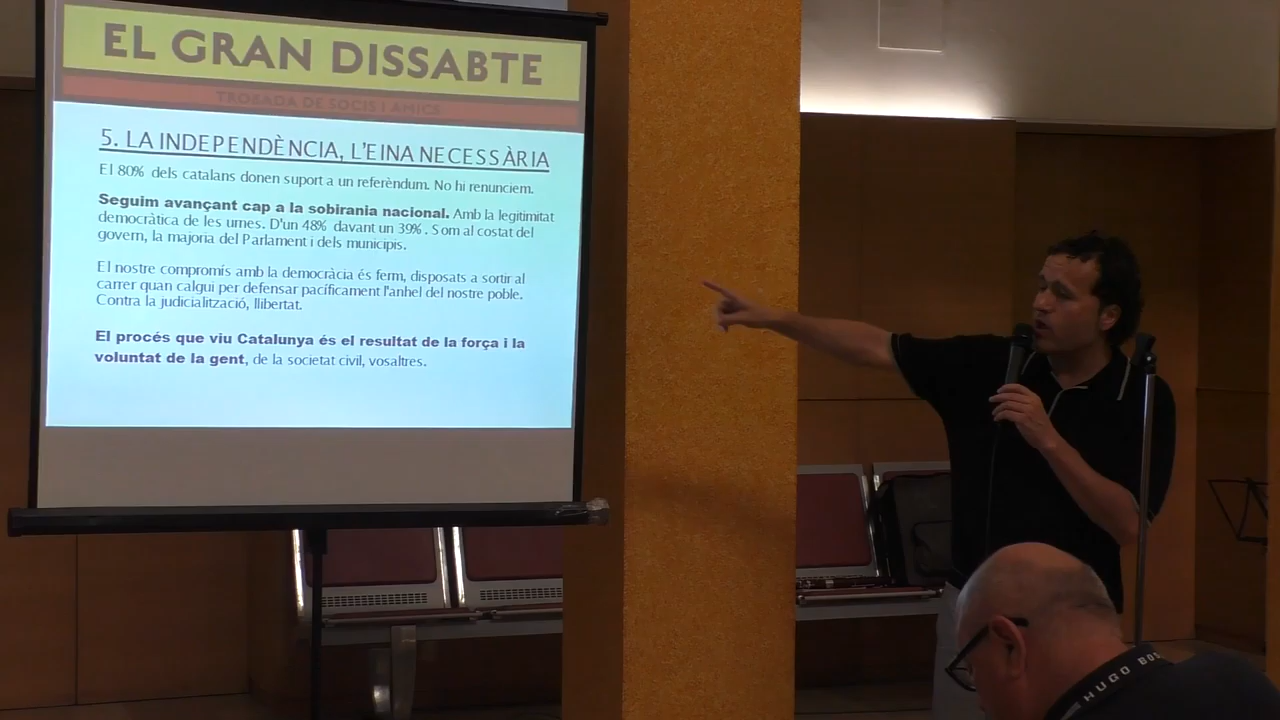 EL GRAN DISSABTE
TROBADA DE SOCIS I AMICS
5. LA INDEPENDÈNCIA, L'EINA NECESSÀRIA
El 80% dels catalans donen suport a un referèndum. No hi renunciem.
Seguim avançant cap a la sobirania nacional. Amb la legitimitat
democràtica de les urnes. D'un 48% davant un 39%. Som al costat del
govern, la majoria del Parlament i dels municipis.
El nostre compromís amb la democràcia és ferm, disposats a sortir al
carrer quan calgui per defensar pacíficament l'anhel del nostre poble.
Contra la judicialització, llibertat.
El procés que viu Catalunya és el resultat de la força i la
voluntat de la gent, de la societat civil, vosaltres.
HUGO BOS